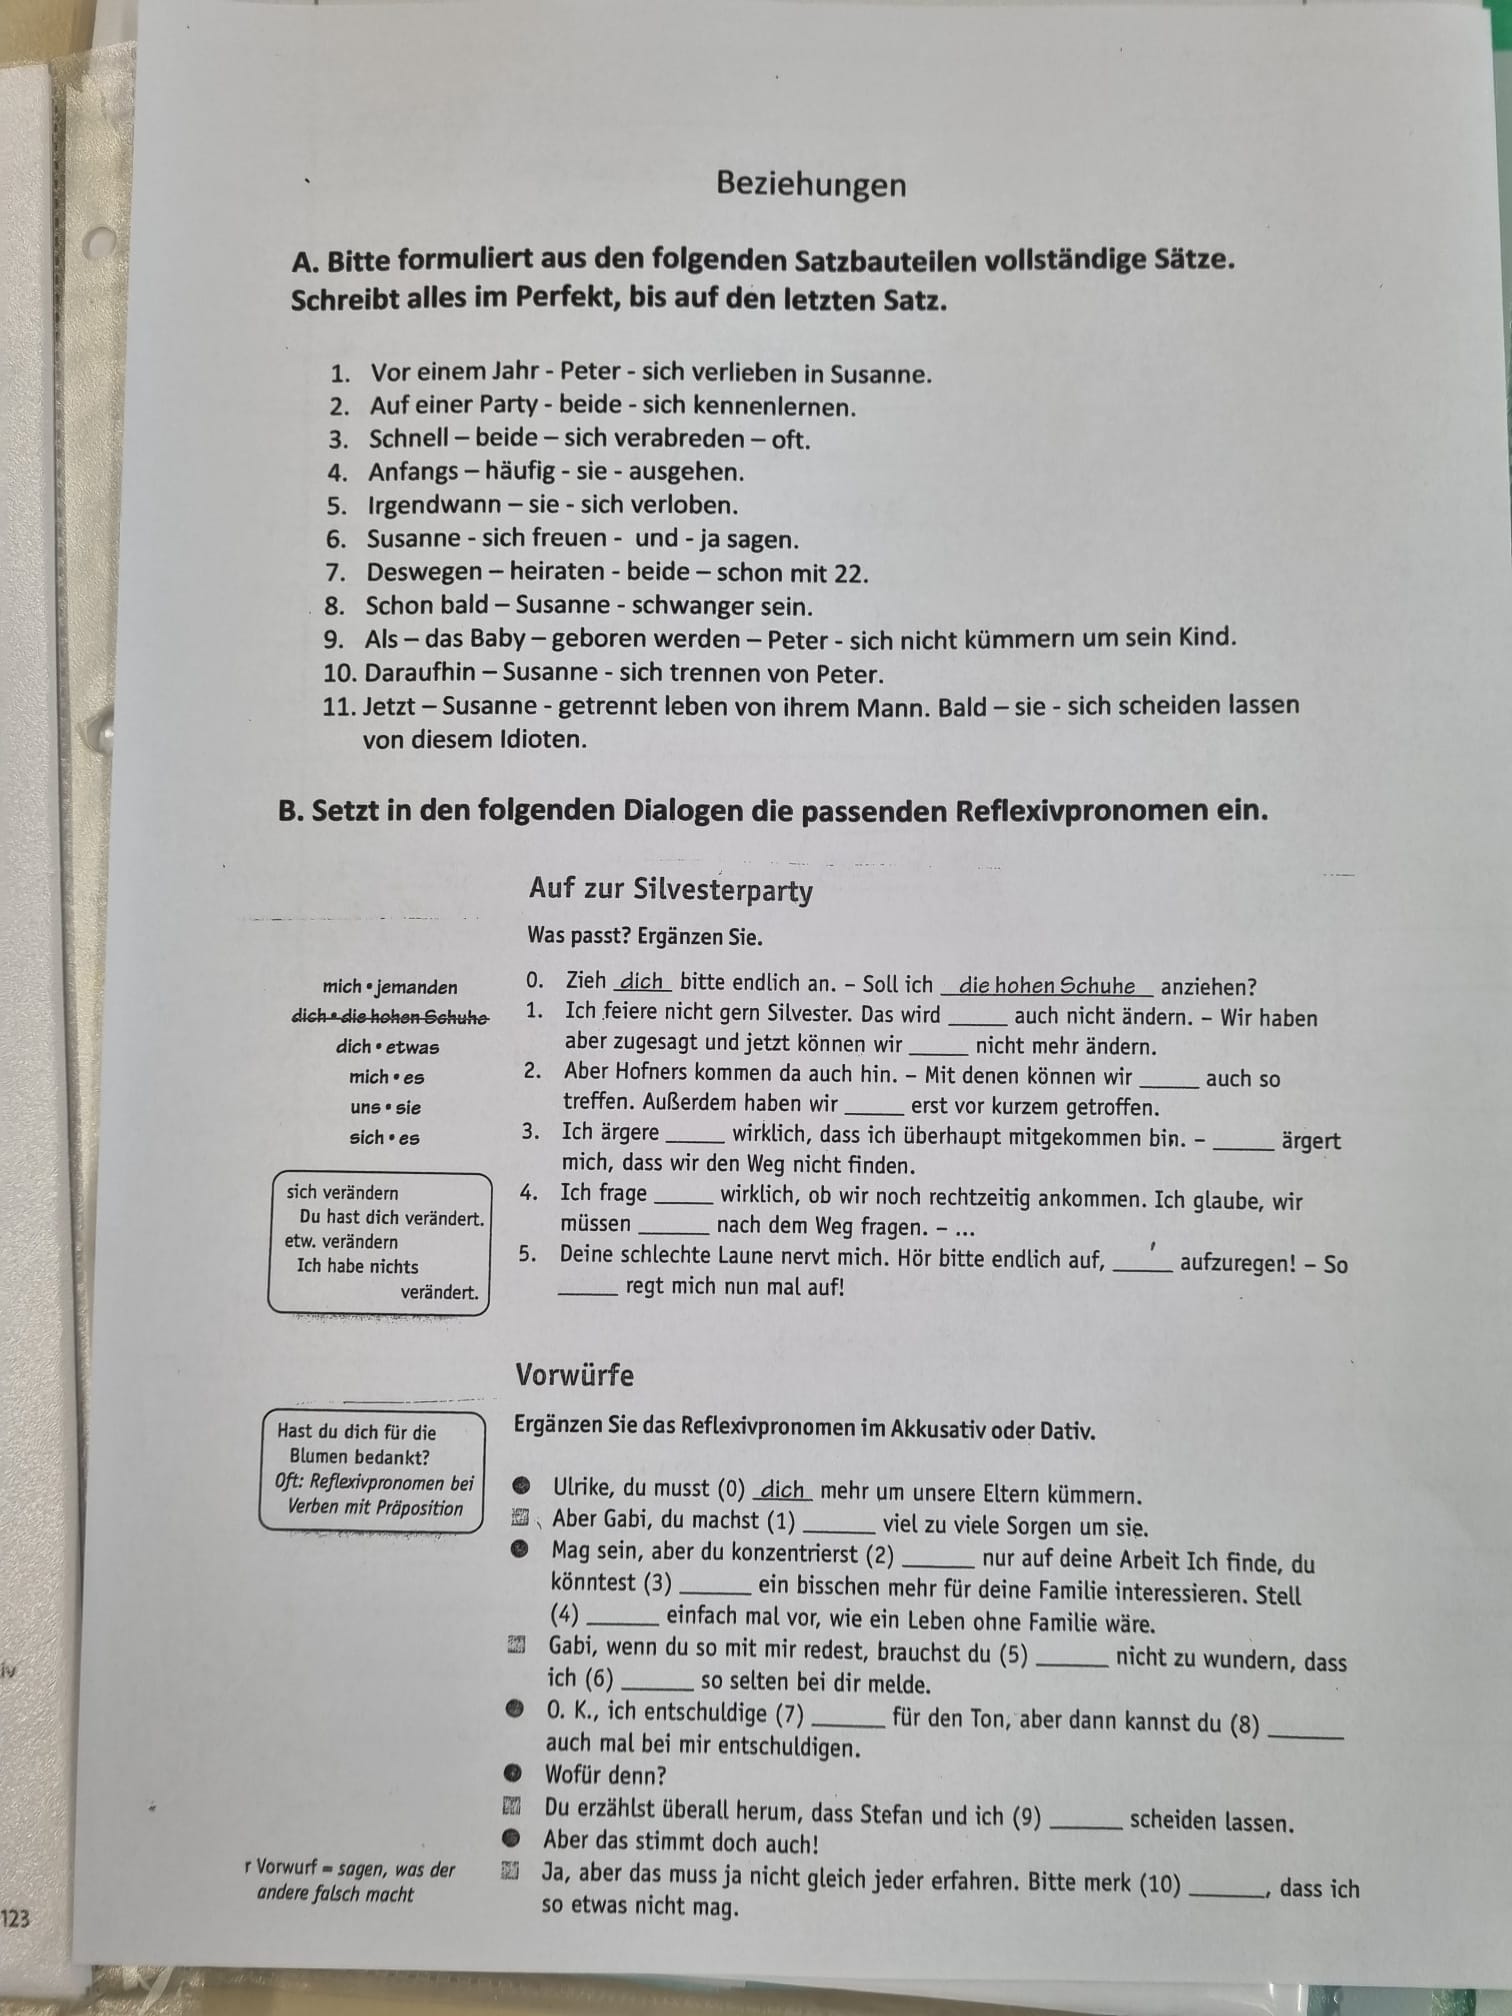 Beziehungen
A. Bitte formuliert aus den folgenden Satzbauteilen vollständige Sätze.
Schreibt alles im Perfekt, bis auf den letzten Satz.
1. Vor einem Jahr - Peter - sich verlieben in Susanne.
2. Auf einer Party - beide - sich kennenlernen.
3. Schnell – beide – sich verabreden – oft.
4. Anfangs – häufig - sie - ausgehen.
5. Irgendwann – sie - sich verloben.
6. Susanne - sich freuen - und - ja sagen.
7. Deswegen – heiraten - beide – schon mit 22.
8. Schon bald – Susanne - schwanger sein.
9. Als – das Baby – geboren werden – Peter - sich nicht kümmern um sein Kind.
10. Daraufhin – Susanne - sich trennen von Peter.
11. Jetzt – Susanne - getrennt leben von ihrem Mann. Bald – sie - sich scheiden lassen
von diesem Idioten.
B. Setzt in den folgenden Dialogen die passenden Reflexivpronomen ein.
Auf zur Silvesterparty
Was passt? Ergänzen Sie.
mich • jemanden
dich • die hohen Schuhe
dich • etwas
mich • es
uns • sie
sich • es
sich verändern
Du hast dich verändert.
etw. verändern
Ich habe nichts
verändert.
0. Zieh dich bitte endlich an. – Soll ich die hohen Schuhe anziehen?
1. Ich feiere nicht gern Silvester. Das wird _____ auch nicht ändern. – Wir haben
aber zugesagt und jetzt können wir _____ nicht mehr ändern.
2. Aber Hofners kommen da auch hin. – Mit denen können wir _____ auch so
treffen. Außerdem haben wir _____ erst vor kurzem getroffen.
3. Ich ärgere _____ wirklich, dass ich überhaupt mitgekommen bin. – _____ ärgert
mich, dass wir den Weg nicht finden.
4. Ich frage _____ wirklich, ob wir noch rechtzeitig ankommen. Ich glaube, wir
müssen _____ nach dem Weg fragen. – ...
5. Deine schlechte Laune nervt mich. Hör bitte endlich auf, _____ aufzuregen! – So
_____ regt mich nun mal auf!
Vorwürfe
Ergänzen Sie das Reflexivpronomen im Akkusativ oder Dativ.
Hast du dich für die
Blumen bedankt?
Oft: Reflexivpronomen bei
Verben mit Präposition
Ulrike, du musst (0) dich mehr um unsere Eltern kümmern.
Aber Gabi, du machst (1) _____ viel zu viele Sorgen um sie.
Mag sein, aber du konzentrierst (2) _____ nur auf deine Arbeit Ich finde, du
könntest (3) _____ ein bisschen mehr für deine Familie interessieren. Stell
(4) _____ einfach mal vor, wie ein Leben ohne Familie wäre.
Gabi, wenn du so mit mir redest, brauchst du (5) _____ nicht zu wundern, dass
ich (6) _____ so selten bei dir melde.
O. K., ich entschuldige (7) _____ für den Ton, aber dann kannst du (8) _____
auch mal bei mir entschuldigen.
Wofür denn?
Du erzählst überall herum, dass Stefan und ich (9) _____ scheiden lassen.
Aber das stimmt doch auch!
Ja, aber das muss ja nicht gleich jeder erfahren. Bitte merk (10) _____, dass ich
so etwas nicht mag.
r Vorwurf = sagen, was der
andere falsch macht
iv
123